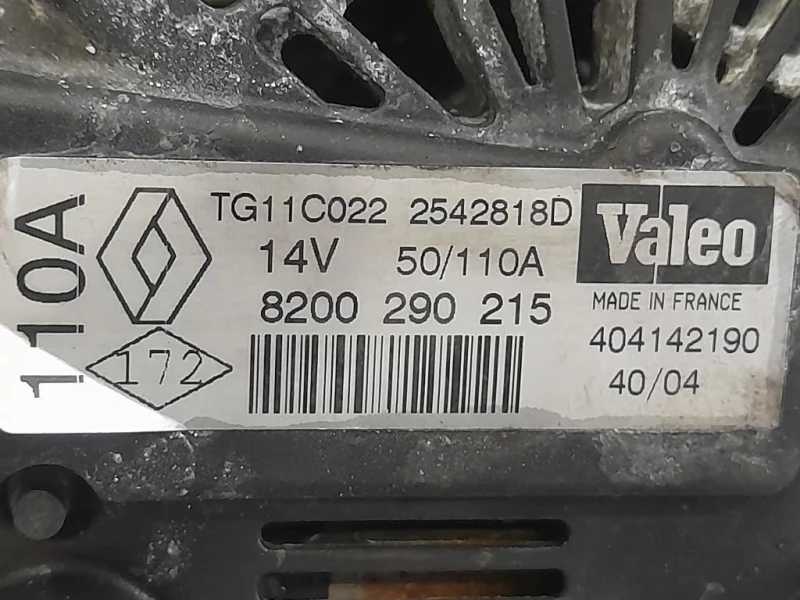 110A
TG11C022 2542818D
14V 50/110A
8200 290 215
172
Valeo
MADE IN FRANCE
404142190
40/04